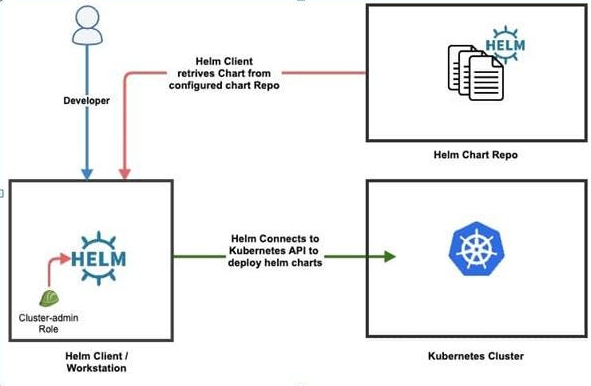 HELM
Helm Client
retrives Chart from
configured chart Repo
Developer
Helm Chart Repo
HELM
Helm Connects to
Kubernetes API to
deploy helm charts
Cluster-admin
Role
Helm Client /
Workstation
Kubernetes Cluster